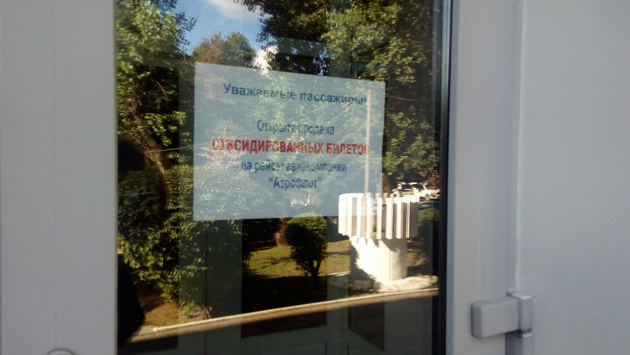 Уважаемые пассажиры!
Открыта продажа
СУБСИДИРОВАННЫХ БИЛЕТОВ
на рейсы авиакомпании
"Аэрофлот"